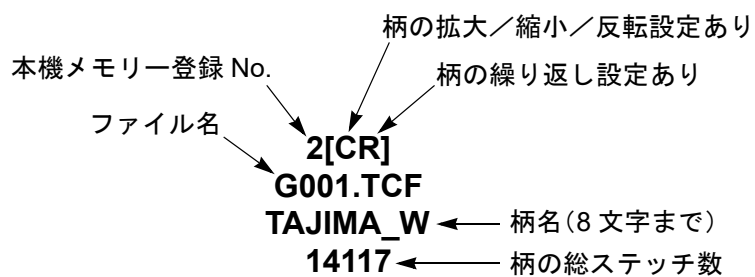 柄の拡大／縮小／反転設定あり
本機メモリー登録 No.
柄の繰り返し設定あり
ファイル名
2[CR]
G001.TCF
TAJIMA_W
柄名(8 文字まで)
14117
柄の総ステッチ数